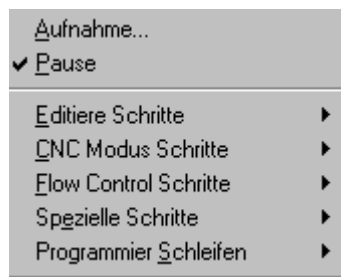 Aufnahme...
Pause
Editiere Schritte
CNC Modus Schritte
Flow Control Schritte
Spezielle Schritte
Programmier Schleifen